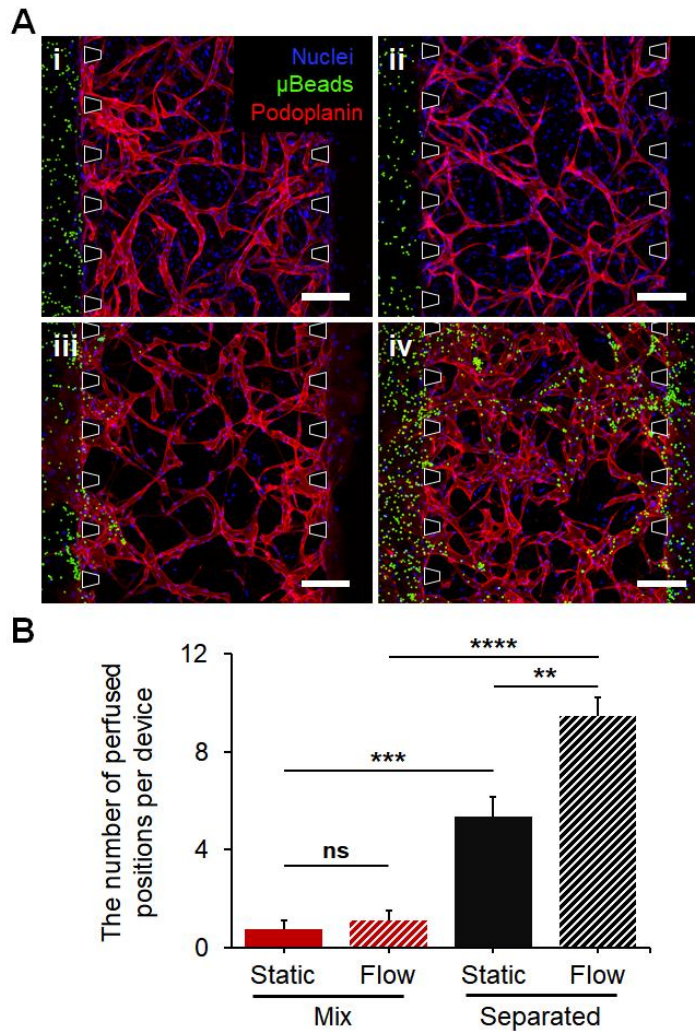 A
i
Nuclei
µBeads
Podoplanin
ii
iii
iv
B
The number of perfused
positions per device
12
8
4
0
****
**
***
ns
Static
Flow
Static
Flow
Mix
Separated